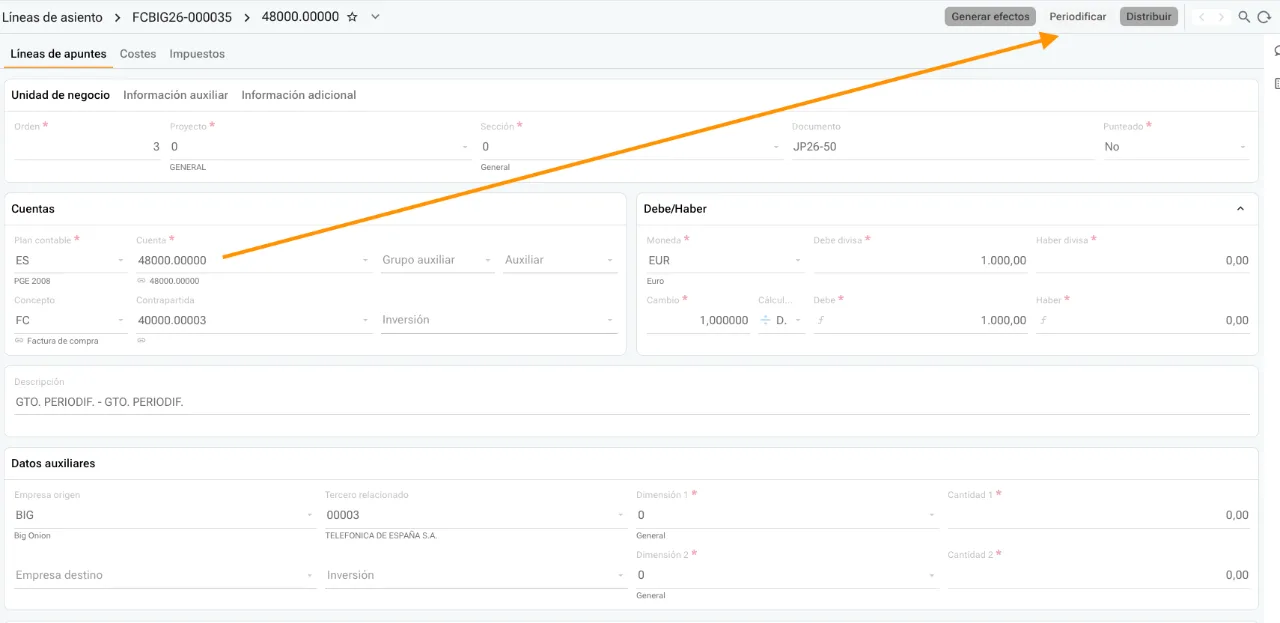 Líneas de asiento > FCBIG26-000035 > 48000.00000
Generar efectos Periodificar Distribuir
Líneas de apuntes Costes Impuestos
Unidad de negocio Información auxiliar Información adicional
Orden * Proyecto * Sección * Documento Punteado *
3 0 0 JP26-50 No
GENERAL General
Cuentas
Plan contable * Cuenta *
ES 48000.00000 Grupo auxiliar Auxiliar
PGE 2008 48000.00000
Concepto Contrapartida
FC 40000.00003 Inversión
Factura de compra
Debe/Haber
Moneda * Debe divisa * Haber divisa *
EUR 1.000,00 0,00
Euro
Cambio * Cálcul... Debe * Haber *
1,000000 ÷ D. f 1.000,00 f 0,00
Descripción
GTO. PERIODIF. - GTO. PERIODIF.
Datos auxiliares
Empresa origen Tercero relacionado Dimensión 1 * Cantidad 1 *
BIG 00003 0 0,00
Big Onion TELEFONICA DE ESPAÑA S.A. General
Dimensión 2 * Cantidad 2 *
Empresa destino Inversión 0 0,00
General